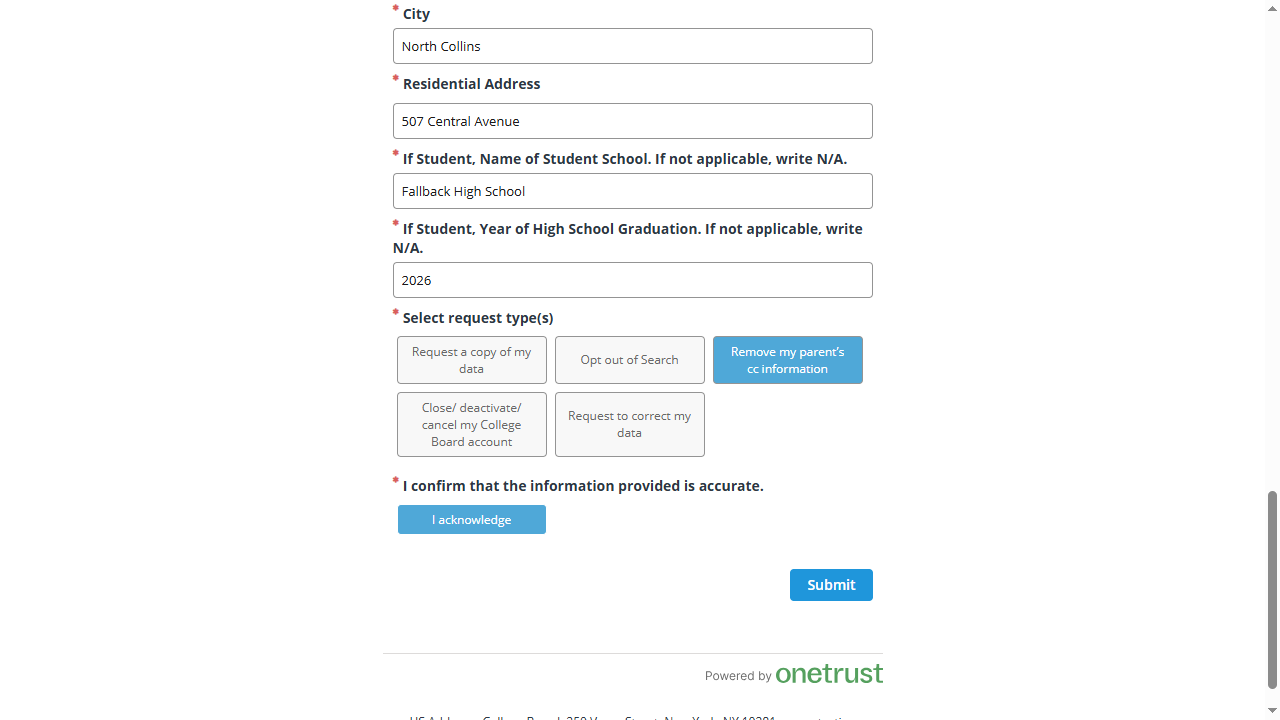 * City
North Collins
* Residential Address
507 Central Avenue
* If Student, Name of Student School. If not applicable, write N/A.
Fallback High School
* If Student, Year of High School Graduation. If not applicable, write
N/A.
2026
* Select request type(s)
Request a copy of my
data
Opt out of Search
Remove my parent's
cc information
Close/ deactivate/
cancel my College
Board account
Request to correct my
data
* I confirm that the information provided is accurate.
I acknowledge
Submit
Powered by onetrust